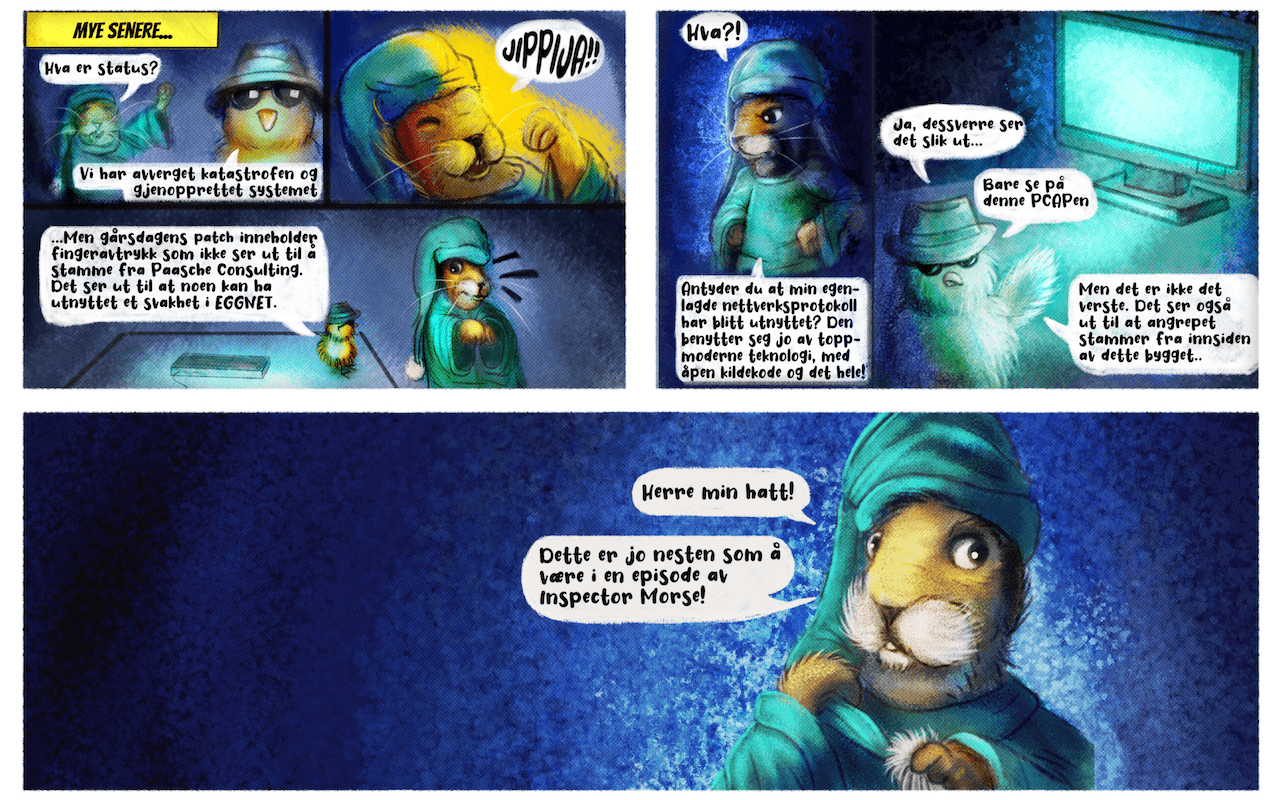 MYE SENERE...
Hva er status?
Vi har avverget katastrofen og
gjenopprettet systemet
JIPPIJA!!
...Men gårsdagens patch inneholder
fingeravtrykk som ikke ser ut til å
stamme fra Paasche Consulting.
Det ser ut til at noen kan ha
utnyttet et svakhet i EGGNET.
Hva?!
Antyder du at min egen-
lagde nettverksprotokoll
har blitt utnyttet? Den
benytter seg jo av topp-
moderne teknologi, med
åpen kildekode og det hele!
Ja, dessverre ser
det slik ut...
Bare se på
denne PCAPen
Men det er ikke det
verste. Det ser også
ut til at angrepet
stammer fra innsiden
av dette bygget..
Herre min hatt!
Dette er jo nesten som å
være i en episode av
Inspector Morse!